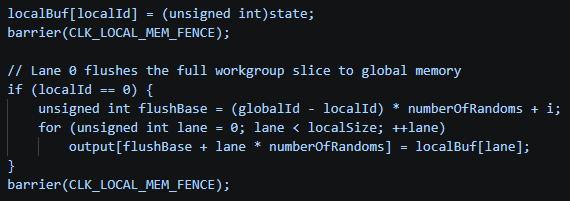 localBuf[localId] = (unsigned int)state;
barrier(CLK_LOCAL_MEM_FENCE);

// Lane 0 flushes the full workgroup slice to global memory
if (localId == 0) {
    unsigned int flushBase = (globalId - localId) * numberOfRandoms + i;
    for (unsigned int lane = 0; lane < localSize; ++lane)
        output[flushBase + lane * numberOfRandoms] = localBuf[lane];
}
barrier(CLK_LOCAL_MEM_FENCE);